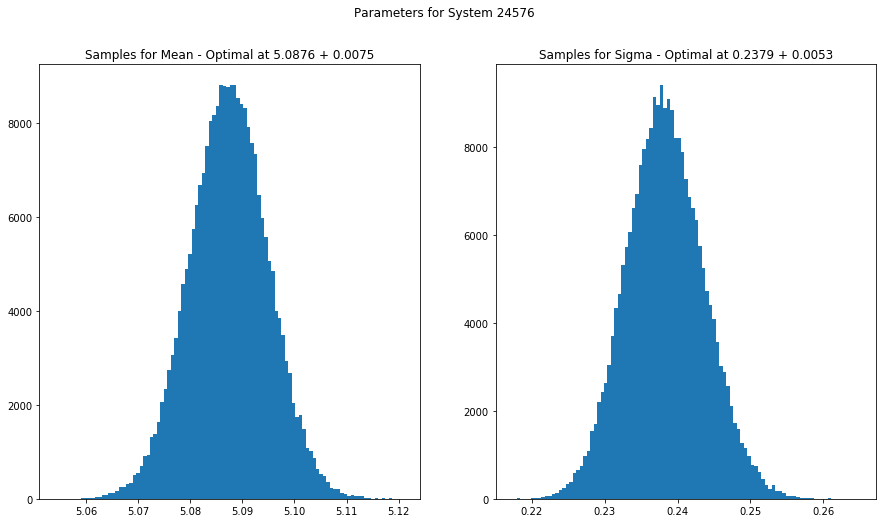 Parameters for System 24576
Samples for Mean - Optimal at 5.0876 + 0.0075
8000
6000
4000
2000
0
5.06 5.07 5.08 5.09 5.10 5.11 5.12
Samples for Sigma - Optimal at 0.2379 + 0.0053
8000
6000
4000
2000
0
0.22 0.23 0.24 0.25 0.26